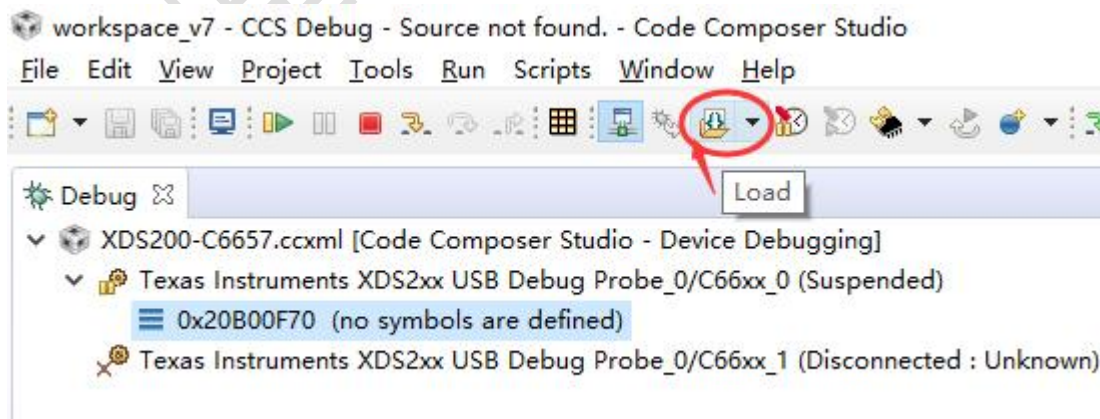 workspace_v7 - CCS Debug - Source not found. - Code Composer Studio
File Edit View Project Tools Run Scripts Window Help
Load
Debug
XDS200-C6657.ccxml [Code Composer Studio - Device Debugging]
Texas Instruments XDS2xx USB Debug Probe_0/C66xx_0 (Suspended)
0x20B00F70 (no symbols are defined)
Texas Instruments XDS2xx USB Debug Probe_0/C66xx_1 (Disconnected : Unknown)